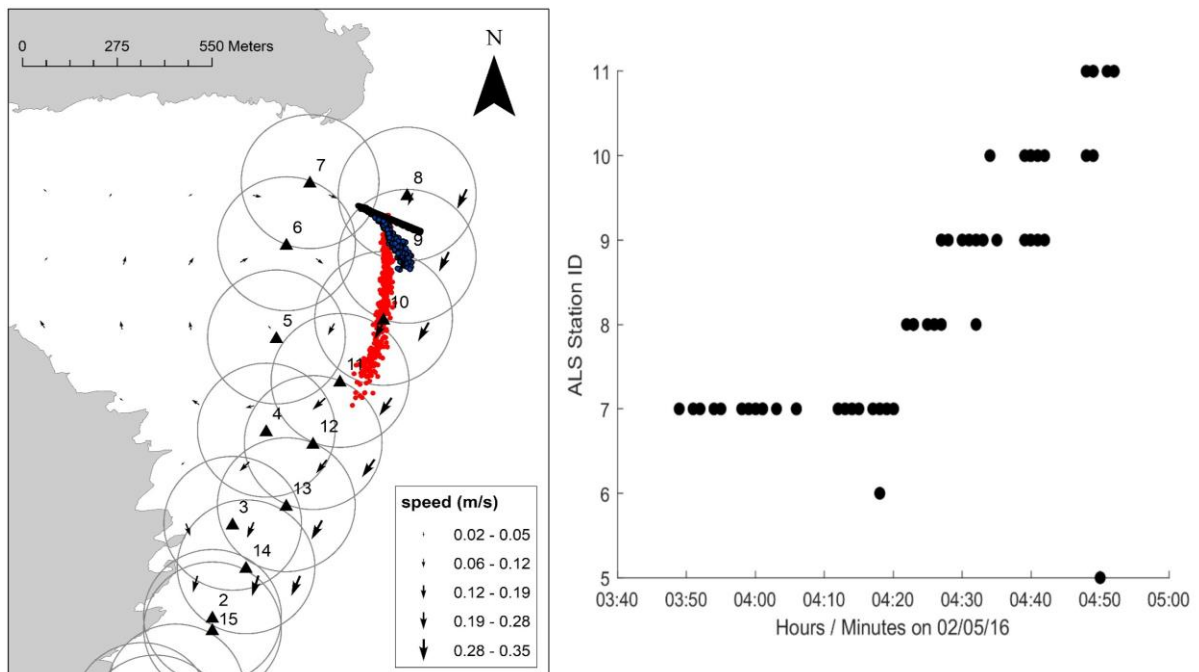 0 275 550 Meters
N
7
8
6
9
10
5
11
4
12
13
3
14
2
15
speed (m/s)
0.02 - 0.05
0.06 - 0.12
0.12 - 0.19
0.19 - 0.28
0.28 - 0.35
ALS Station ID
11
10
9
8
7
6
5
03:40 03:50 04:00 04:10 04:20 04:30 04:40 04:50 05:00
Hours / Minutes on 02/05/16